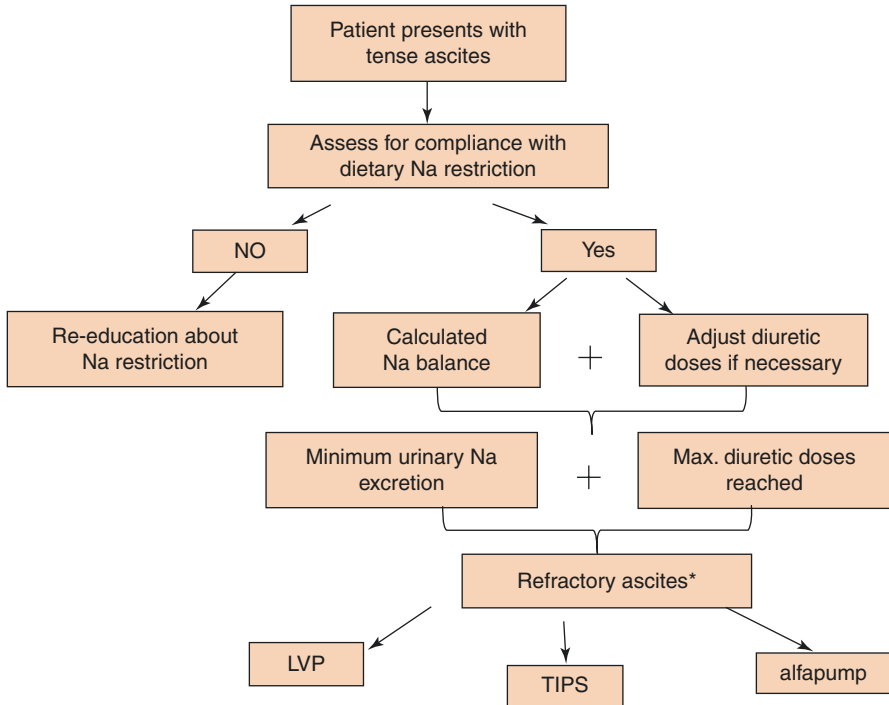 Patient presents with
tense ascites
Assess for compliance with
dietary Na restriction
NO
Yes
Re-education about
Na restriction
Calculated
Na balance
+
Adjust diuretic
doses if necessary
Minimum urinary Na
excretion
+
Max. diuretic doses
reached
Refractory ascites*
LVP
TIPS
alfapump